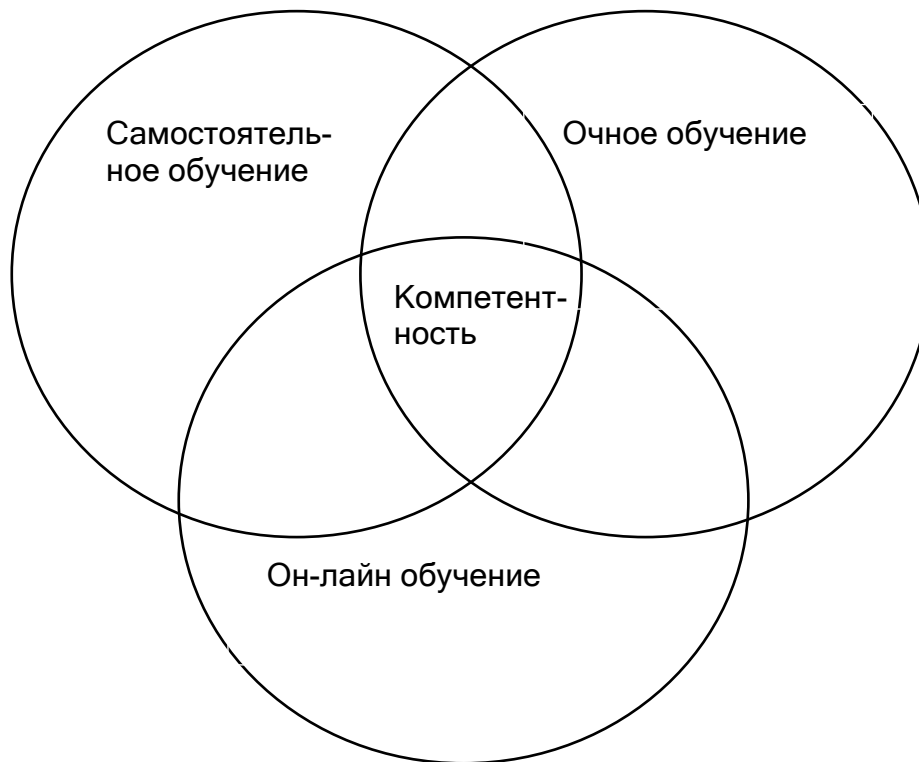 Самостоятель-
ное обучение
Очное обучение
Компетент-
ность
Он-лайн обучение